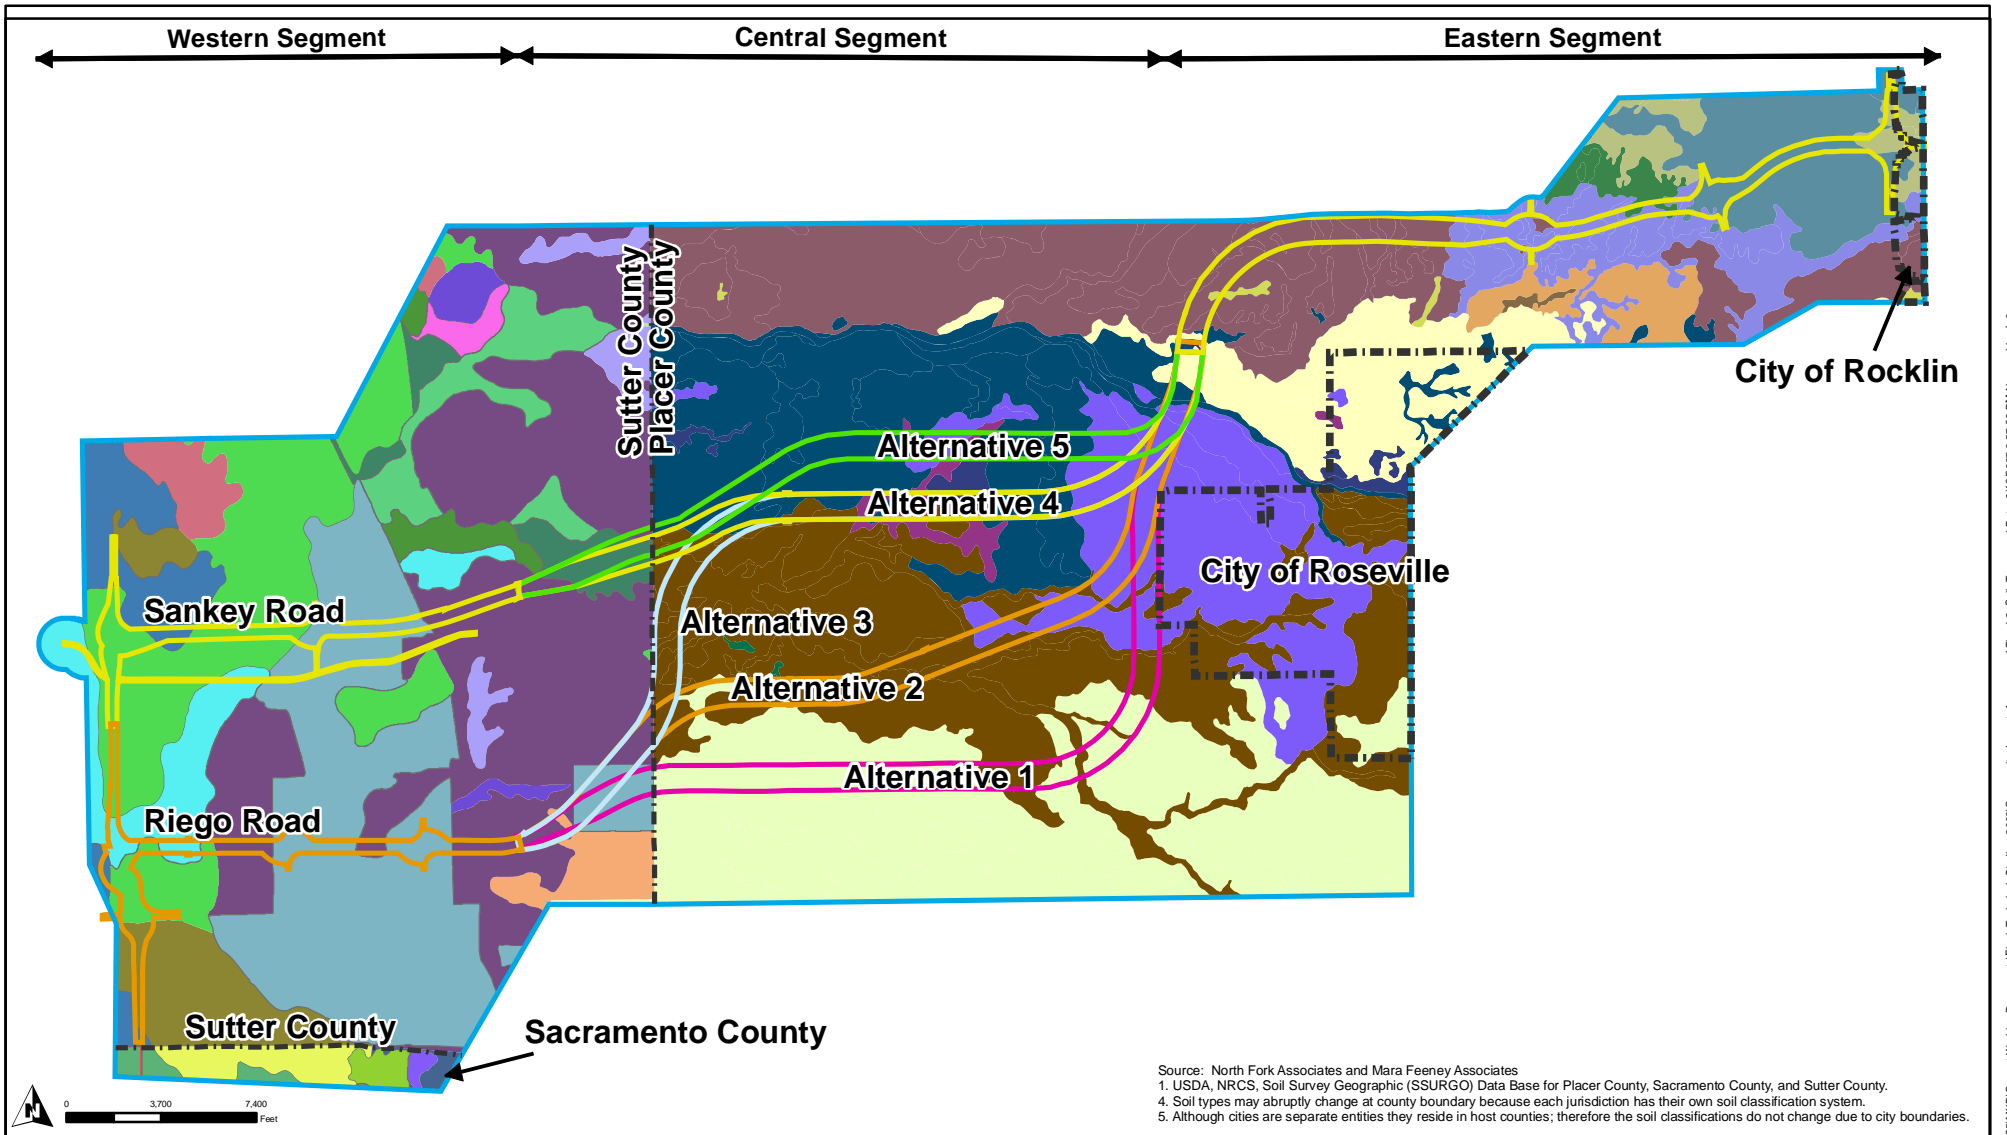 Western Segment
Central Segment
Eastern Segment
Sutter County
Placer County
City of Rocklin
Alternative 5
Alternative 4
City of Roseville
Sankey Road
Alternative 3
Alternative 2
Alternative 1
Riego Road
Sutter County
Sacramento County
N
0 3,700 7,400
Feet
Source: North Fork Associates and Mara Feeney Associates
1. USDA, NRCS, Soil Survey Geographic (SSURGO) Data Base for Placer County, Sacramento County, and Sutter County.
4. Soil types may abruptly change at county boundary because each jurisdiction has their own soil classification system.
5. Although cities are separate entities they reside in host counties; therefore the soil classifications do not change due to city boundaries.